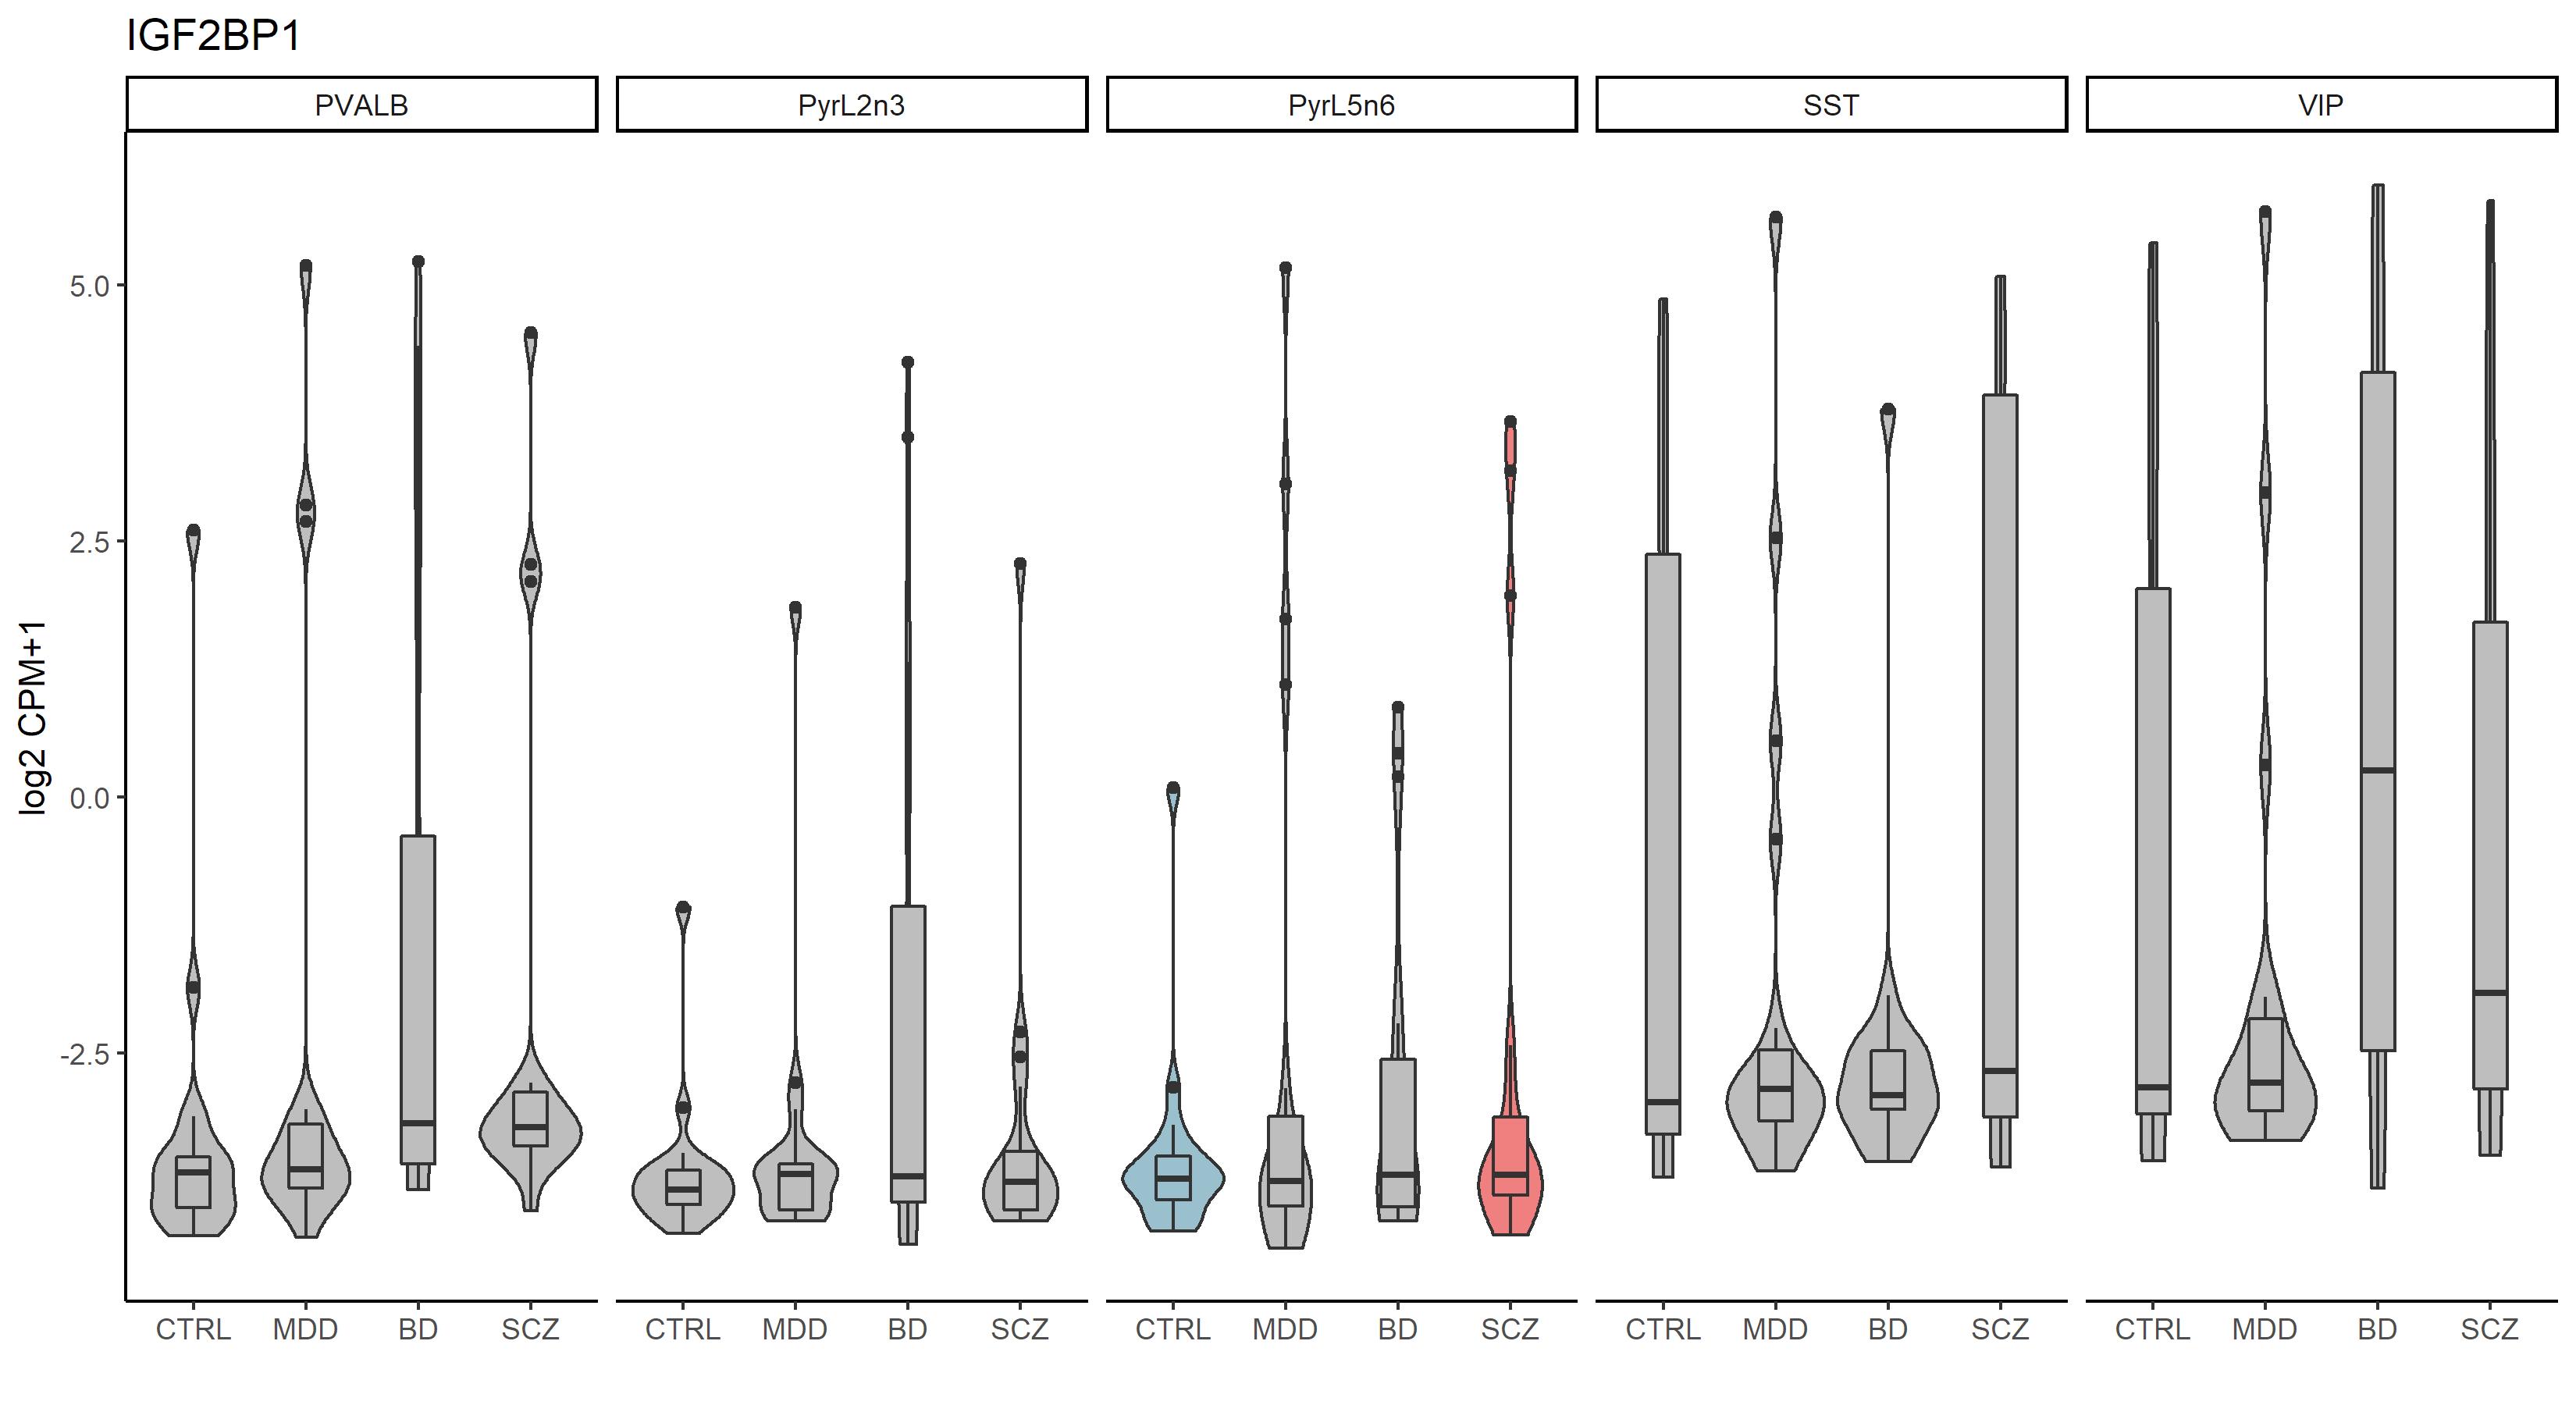 IGF2BP1
PVALB PyrL2n3 PyrL5n6 SST VIP
log2 CPM+1
5.0
2.5
0.0
-2.5
CTRL MDD BD SCZ CTRL MDD BD SCZ CTRL MDD BD SCZ CTRL MDD BD SCZ CTRL MDD BD SCZ